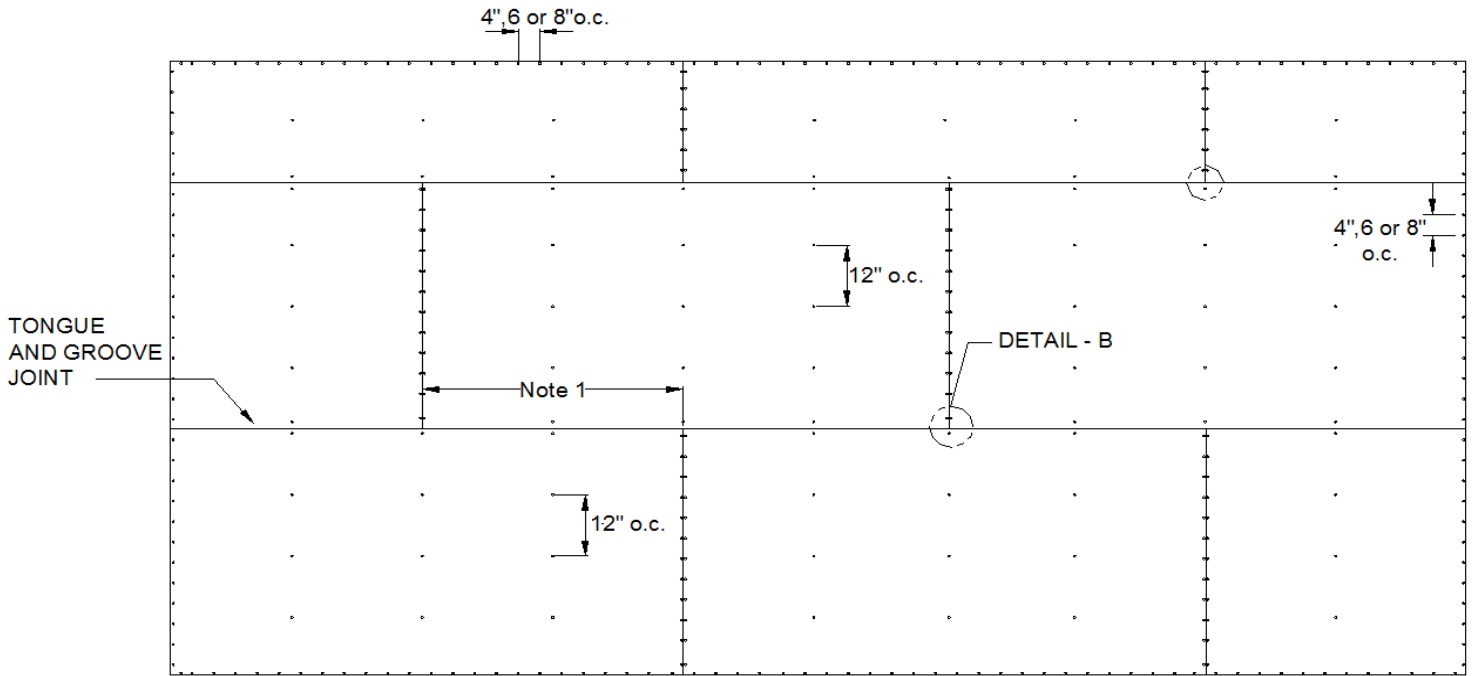 4",6 or 8"o.c.
4",6 or 8"
o.c.
12" o.c.
TONGUE
AND GROOVE
JOINT
DETAIL - B
Note 1
12" o.c.